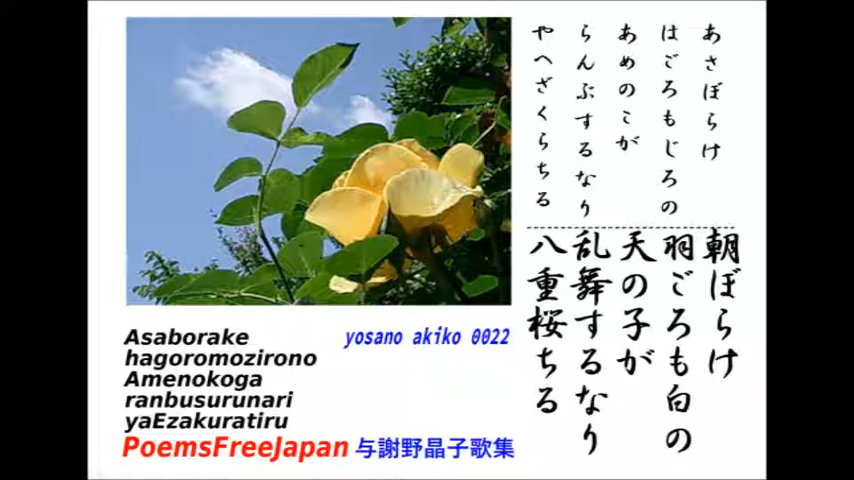 あさぼらけ
はごろもじろの
あめのこが
らんぶするなり
やへざくらちる
朝ぼらけ
羽ごろも白の
天の子が
乱舞するなり
八重桜ちる
Asaborake
hagoromozirono
Amenokoga
ranbusurunari
yaEzakuratiru
yosano akiko 0022
PoemsFreeJapan 与謝野晶子歌集